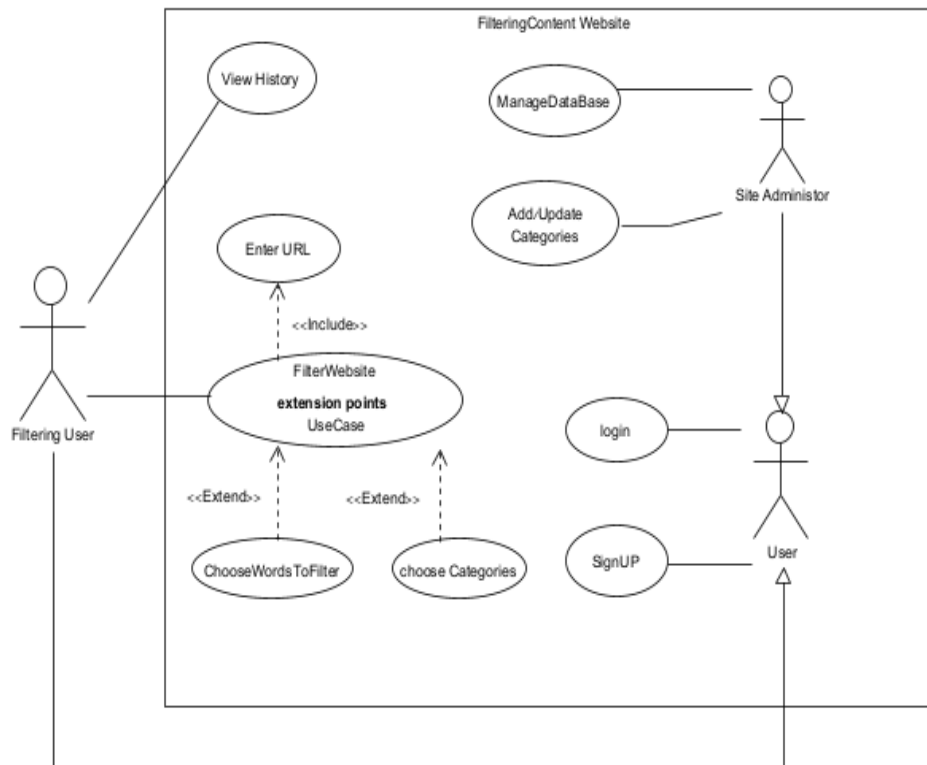 FilteringContent Website
View History
ManageDataBase
Site Administor
Add/Update
Categories
Enter URL
<<Include>>
FilterWebsite
extension points
UseCase
Filtering User
login
<<Extend>>
<<Extend>>
User
ChooseWordsToFilter
choose Categories
SignUP